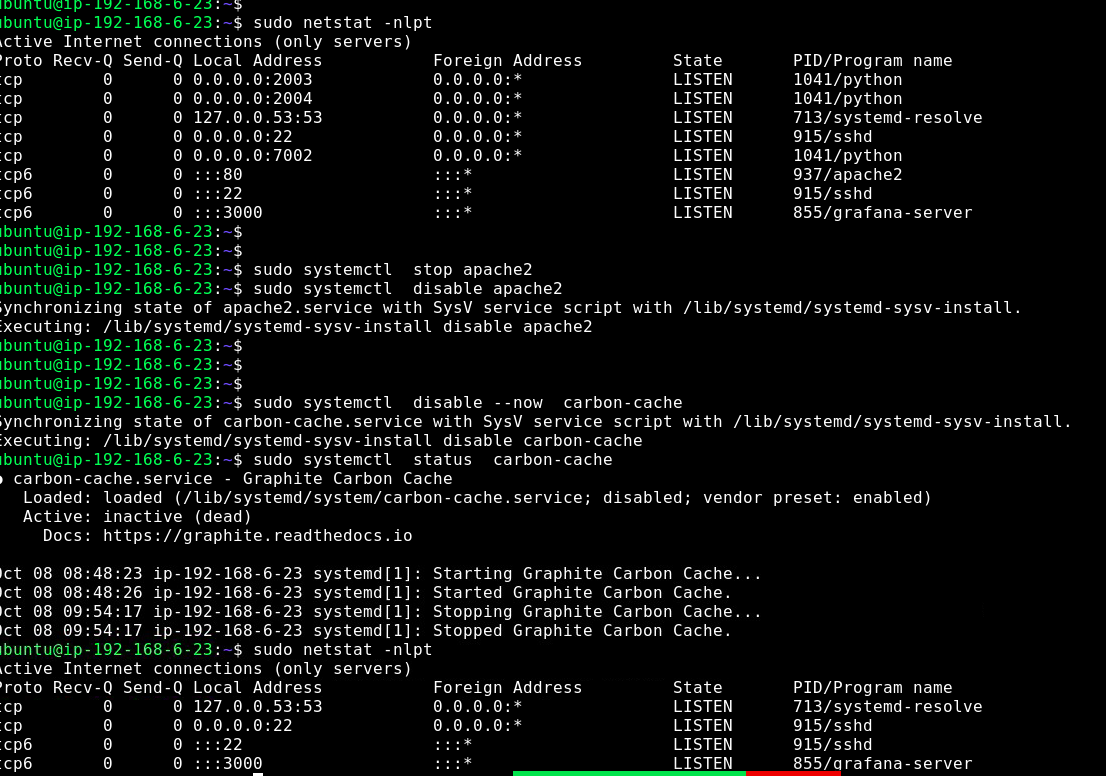 ubuntu@ip-192-168-6-23:~$
ubuntu@ip-192-168-6-23:~$ sudo netstat -nlpt
Active Internet connections (only servers)
Proto Recv-Q Send-Q Local Address           Foreign Address         State       PID/Program name
tcp        0      0 0.0.0.0:2003            0.0.0.0:*               LISTEN      1041/python
tcp        0      0 0.0.0.0:2004            0.0.0.0:*               LISTEN      1041/python
tcp        0      0 127.0.0.53:53           0.0.0.0:*               LISTEN      713/systemd-resolve
tcp        0      0 0.0.0.0:22              0.0.0.0:*               LISTEN      915/sshd
tcp        0      0 0.0.0.0:7002            0.0.0.0:*               LISTEN      1041/python
tcp6       0      0 :::80                   :::*                    LISTEN      937/apache2
tcp6       0      0 :::22                   :::*                    LISTEN      915/sshd
tcp6       0      0 :::3000                 :::*                    LISTEN      855/grafana-server
ubuntu@ip-192-168-6-23:~$
ubuntu@ip-192-168-6-23:~$
ubuntu@ip-192-168-6-23:~$ sudo systemctl  stop apache2
ubuntu@ip-192-168-6-23:~$ sudo systemctl  disable apache2
Synchronizing state of apache2.service with SysV service script with /lib/systemd/systemd-sysv-install.
Executing: /lib/systemd/systemd-sysv-install disable apache2
ubuntu@ip-192-168-6-23:~$
ubuntu@ip-192-168-6-23:~$
ubuntu@ip-192-168-6-23:~$
ubuntu@ip-192-168-6-23:~$ sudo systemctl  disable --now  carbon-cache
Synchronizing state of carbon-cache.service with SysV service script with /lib/systemd/systemd-sysv-install.
Executing: /lib/systemd/systemd-sysv-install disable carbon-cache
ubuntu@ip-192-168-6-23:~$ sudo systemctl  status  carbon-cache
● carbon-cache.service - Graphite Carbon Cache
   Loaded: loaded (/lib/systemd/system/carbon-cache.service; disabled; vendor preset: enabled)
   Active: inactive (dead)
     Docs: https://graphite.readthedocs.io
Oct 08 08:48:23 ip-192-168-6-23 systemd[1]: Starting Graphite Carbon Cache...
Oct 08 08:48:26 ip-192-168-6-23 systemd[1]: Started Graphite Carbon Cache.
Oct 08 09:54:17 ip-192-168-6-23 systemd[1]: Stopping Graphite Carbon Cache...
Oct 08 09:54:17 ip-192-168-6-23 systemd[1]: Stopped Graphite Carbon Cache.
ubuntu@ip-192-168-6-23:~$ sudo netstat -nlpt
Active Internet connections (only servers)
Proto Recv-Q Send-Q Local Address           Foreign Address         State       PID/Program name
tcp        0      0 127.0.0.53:53           0.0.0.0:*               LISTEN      713/systemd-resolve
tcp        0      0 0.0.0.0:22              0.0.0.0:*               LISTEN      915/sshd
tcp6       0      0 :::22                   :::*                    LISTEN      915/sshd
tcp6       0      0 :::3000                 :::*                    LISTEN      855/grafana-server